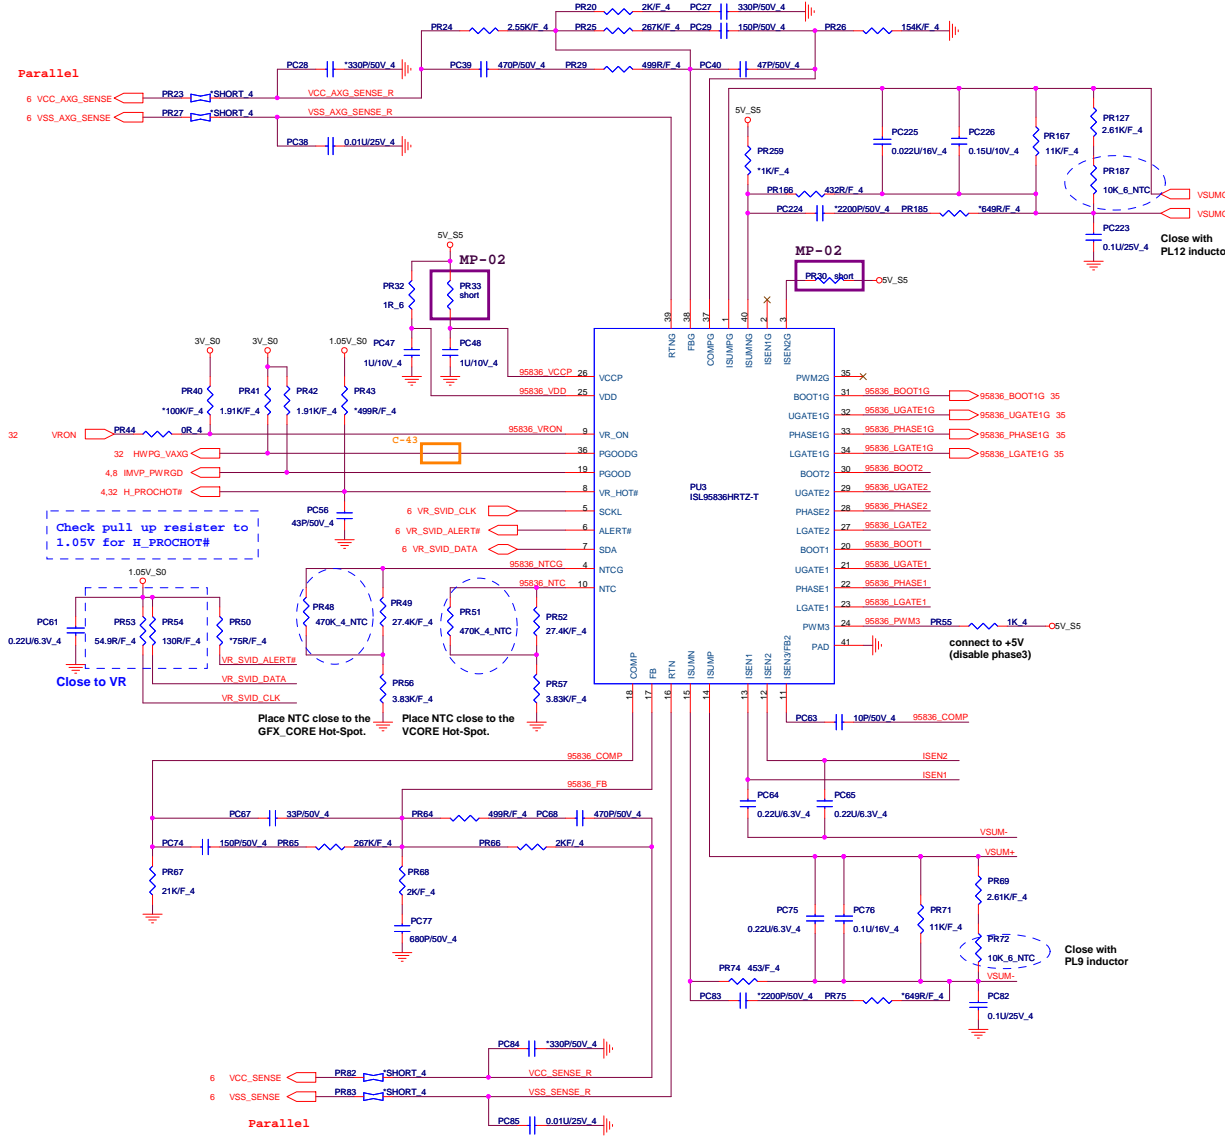 PR20 2K/F_4 PC27 330P/50V_4
PR24 2.55K/F_4 PR25 267K/F_4 PC29 150P/50V_4 PR26 154K/F_4
Parallel
PC28 *330P/50V_4 PC39 470P/50V_4 PR29 499R/F_4 PC40 47P/50V_4
6 VCC_AXG_SENSE PR23 *SHORT_4 VCC_AXG_SENSE_R
6 VSS_AXG_SENSE PR27 *SHORT_4 VSS_AXG_SENSE_R
PC38 0.01U/25V_4
5V_S5
PR259
*1K/F_4
PC225
0.022U/16V_4
PC226
0.15U/10V_4
PR167
11K/F_4
PR127
2.61K/F_4
PR187
10K_6_NTC
PR166 432R/F_4
VSUMG
PC224 *2200P/50V_4 PR185 *649R/F_4
VSUMG
PC223
0.1U/25V_4
Close with
PL12 inducto
5V_S5
MP-02
PR32
1R_6
PR33
short
PC47
1U/10V_4
PC48
1U/10V_4
MP-02
PR30 short 5V_S5
39 38 37 1 40 2 3
RTNG FBG COMPG ISUMPG ISUMNG ISEN1G ISEN2G
3V_S0 3V_S0 1.05V_S0
PR40
*100K/F_4
PR41
1.91K/F_4
PR42
1.91K/F_4
PR43
*499R/F_4
95836_VCCP 26 VCCP
95836_VDD 25 VDD
32 VRON PR44 0R_4 95836_VRON 9 VR_ON
32 HWPG_VAXG C-43 36 PGOODG
4,8 IMVP_PWRGD 19 PGOOD
4,32 H_PROCHOT# 8 VR_HOT#
PC56
43P/50V_4
6 VR_SVID_CLK 5 SCKL
6 VR_SVID_ALERT# 6 ALERT#
6 VR_SVID_DATA 7 SDA
95836_NTCG 4 NTCG
95836_NTC 10 NTC
PU3
ISL95836HRTZ-T
PWM2G 35
BOOT1G 31 95836_BOOT1G 95836_BOOT1G 35
UGATE1G 32 95836_UGATE1G 95836_UGATE1G 35
PHASE1G 33 95836_PHASE1G 95836_PHASE1G 35
LGATE1G 34 95836_LGATE1G 95836_LGATE1G 35
BOOT2 30 95836_BOOT2
UGATE2 29 95836_UGATE2
PHASE2 28 95836_PHASE2
LGATE2 27 95836_LGATE2
BOOT1 20 95836_BOOT1
UGATE1 21 95836_UGATE1
PHASE1 22 95836_PHASE1
LGATE1 23 95836_LGATE1
PWM3 24 95836_PWM3 PR55 1K_4 5V_S5
PAD 41
connect to +5V
(disable phase3)
Check pull up resister to
1.05V for H_PROCHOT#
1.05V_S0
PC61
0.22U/6.3V_4
PR53
54.9R/F_4
PR54
130R/F_4
PR50
*75R/F_4
VR_SVID_ALERT#
VR_SVID_DATA
VR_SVID_CLK
Close to VR
PR48
470K_4_NTC
PR49
27.4K/F_4
PR51
470K_4_NTC
PR52
27.4K/F_4
PR56
3.83K/F_4
PR57
3.83K/F_4
Place NTC close to the
GFX_CORE Hot-Spot.
Place NTC close to the
VCORE Hot-Spot.
COMP FB RTN ISUMN ISUMP ISEN1 ISEN2 ISEN3/FB2
18 17 16 15 14 13 12 11
PC63 10P/50V_4 95836_COMP
95836_COMP
95836_FB
ISEN2
ISEN1
PC64
0.22U/6.3V_4
PC65
0.22U/6.3V_4
VSUM-
VSUM+
PC67 33P/50V_4 PR64 499R/F_4 PC68 470P/50V_4
PC74 150P/50V_4 PR65 267K/F_4 PR66 2KF/_4
PR67
21K/F_4
PR68
2K/F_4
PC77
680P/50V_4
PC75
0.22U/6.3V_4
PC76
0.1U/16V_4
PR71
11K/F_4
PR69
2.61K/F_4
PR72
10K_6_NTC
Close with
PL9 inductor
PR74 453/F_4 VSUM-
PC83 *2200P/50V_4 PR75 *649R/F_4
PC82
0.1U/25V_4
PC84 *330P/50V_4
6 VCC_SENSE PR82 *SHORT_4 VCC_SENSE_R
6 VSS_SENSE PR83 *SHORT_4 VSS_SENSE_R
Parallel
PC85 0.01U/25V_4